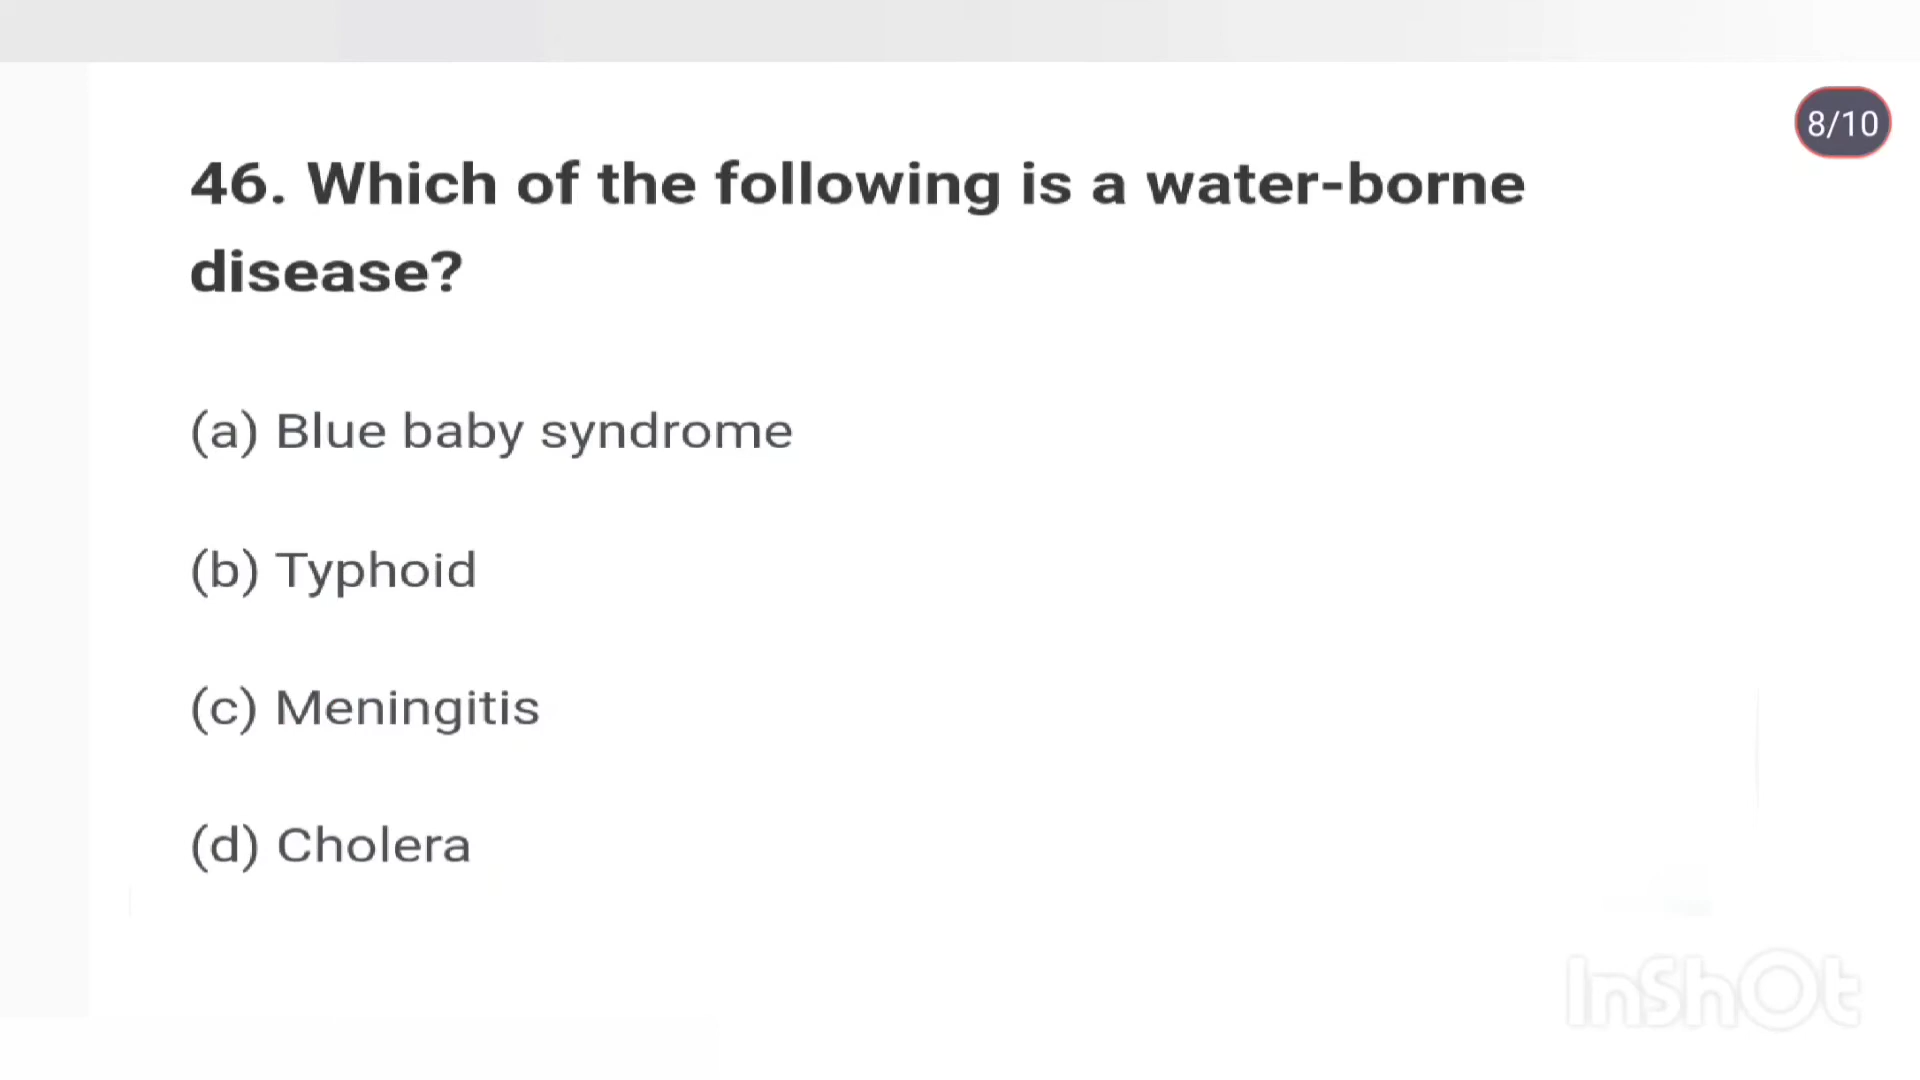 8/10
46. Which of the following is a water-borne
disease?
(a) Blue baby syndrome
(b) Typhoid
(c) Meningitis
(d) Cholera
InShOt